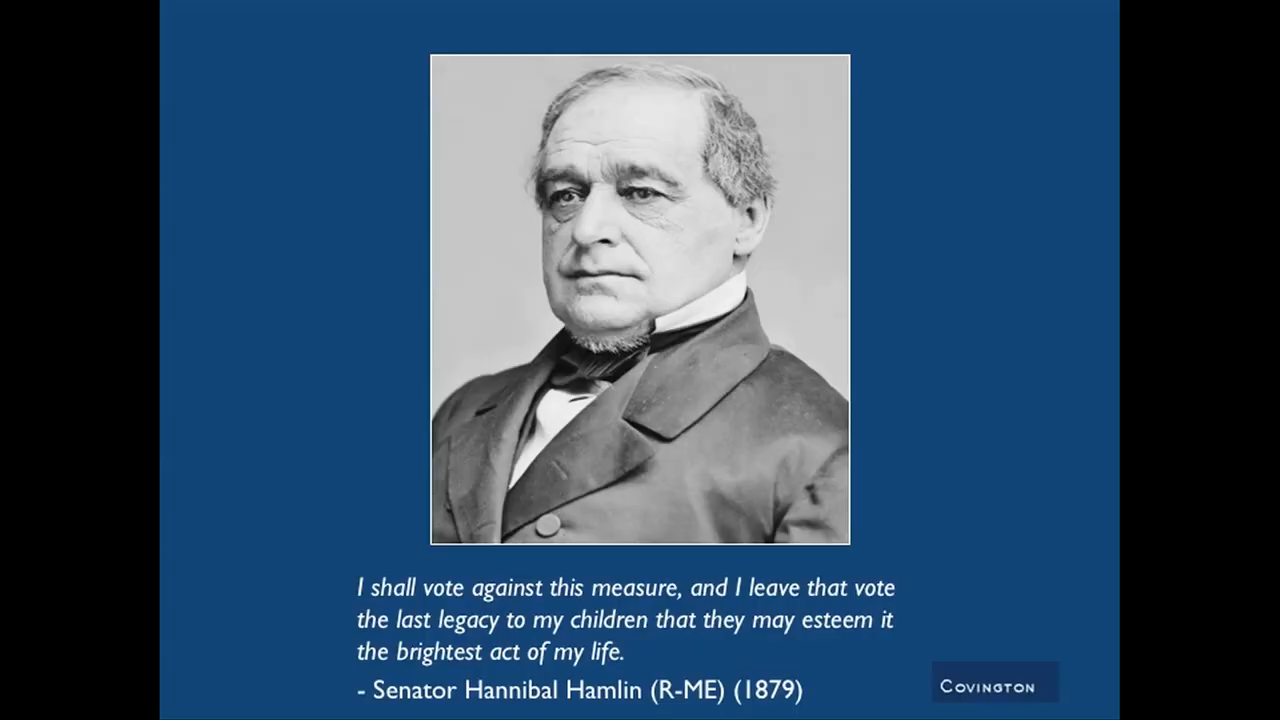 I shall vote against this measure, and I leave that vote
the last legacy to my children that they may esteem it
the brightest act of my life.
- Senator Hannibal Hamlin (R-ME) (1879)
COVINGTON